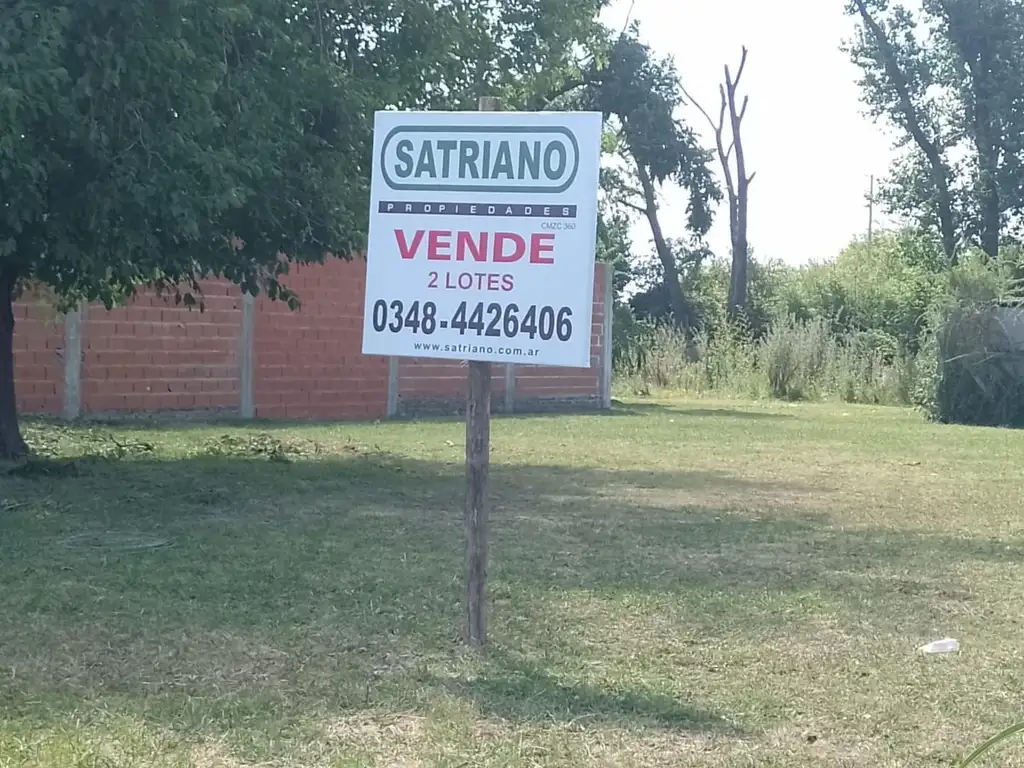 SATRIANO
PROPIEDADES
CMZC 360
VENDE
2 LOTES
0348-4426406
www.satriano.com.ar